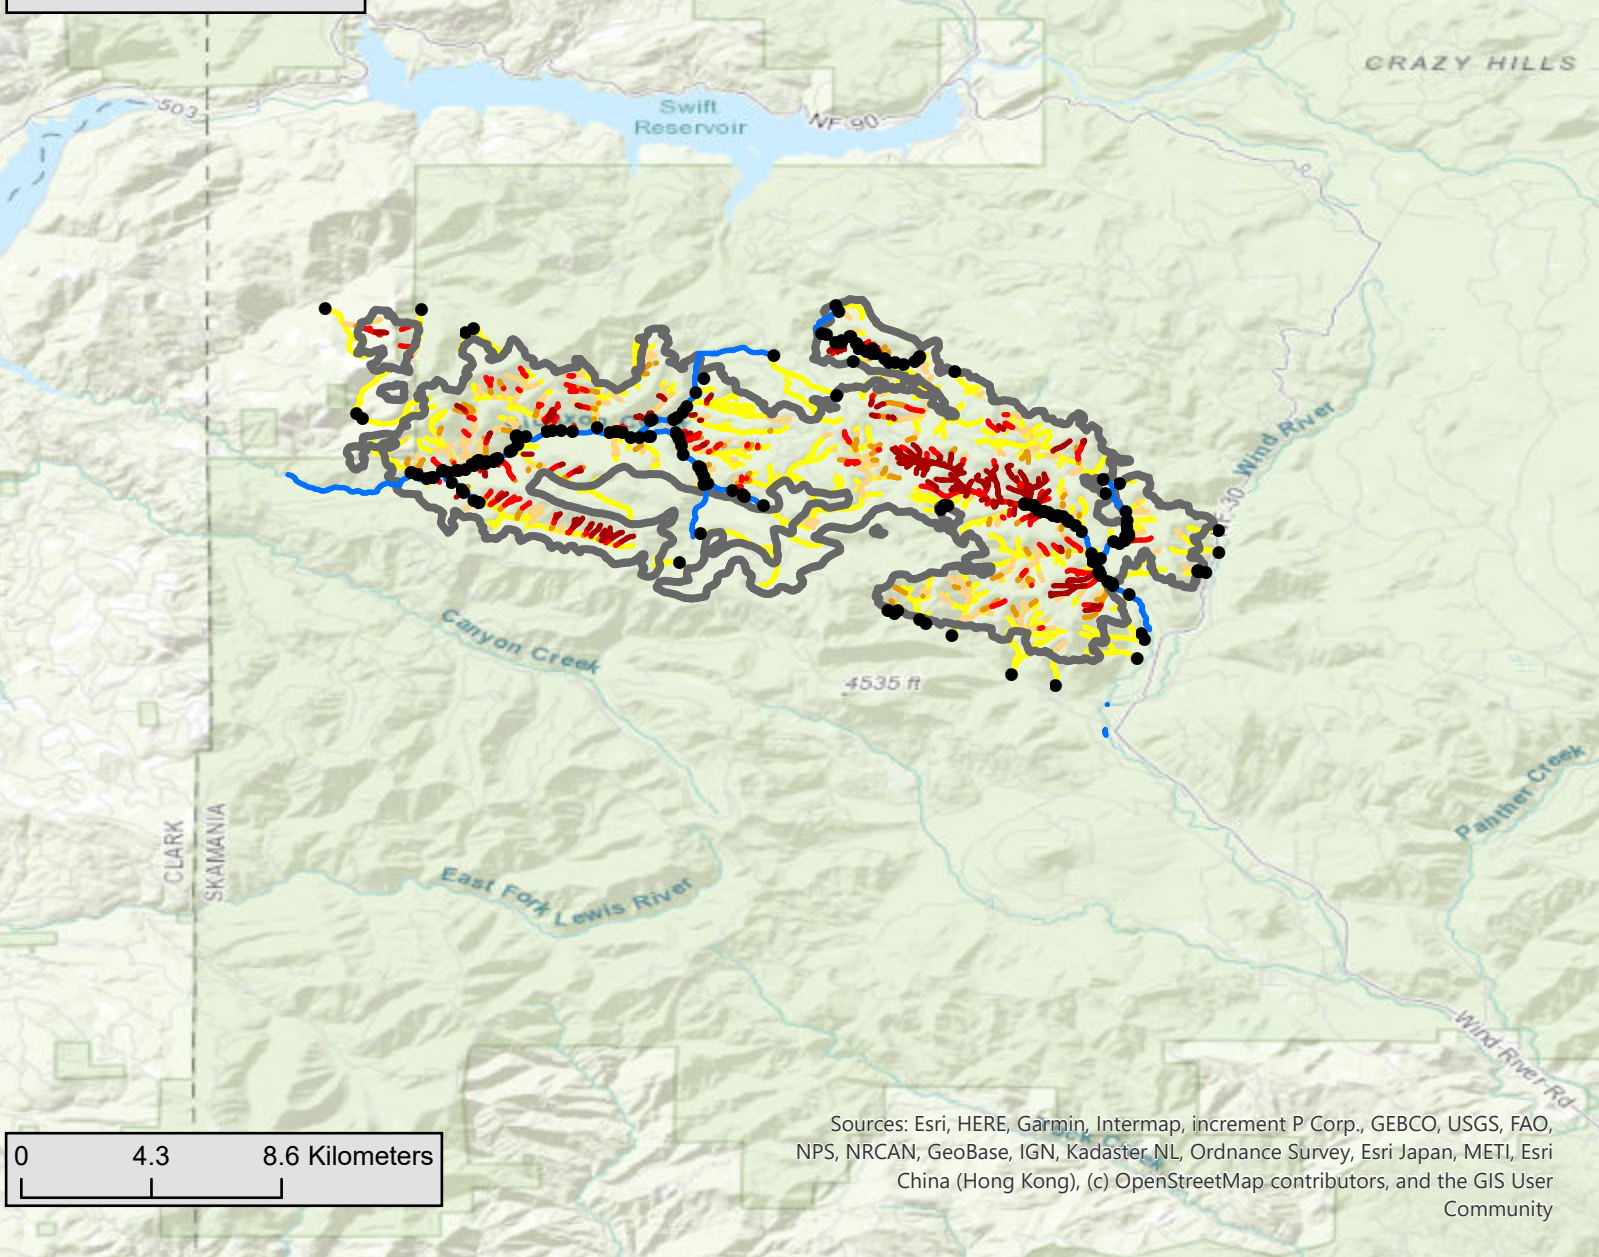 CRAZY HILLS
503
Swift
Reservoir
NF-90
30
Wind River
Canyon Creek
4535 ft
Panther Creek
CLARK
SKAMANIA
East Fork Lewis River
Wind River Rd
0 4.3 8.6 Kilometers
Sources: Esri, HERE, Garmin, Intermap, increment P Corp., GEBCO, USGS, FAO,
NPS, NRCAN, GeoBase, IGN, Kadaster NL, Ordnance Survey, Esri Japan, METI, Esri
China (Hong Kong), (c) OpenStreetMap contributors, and the GIS User
Community